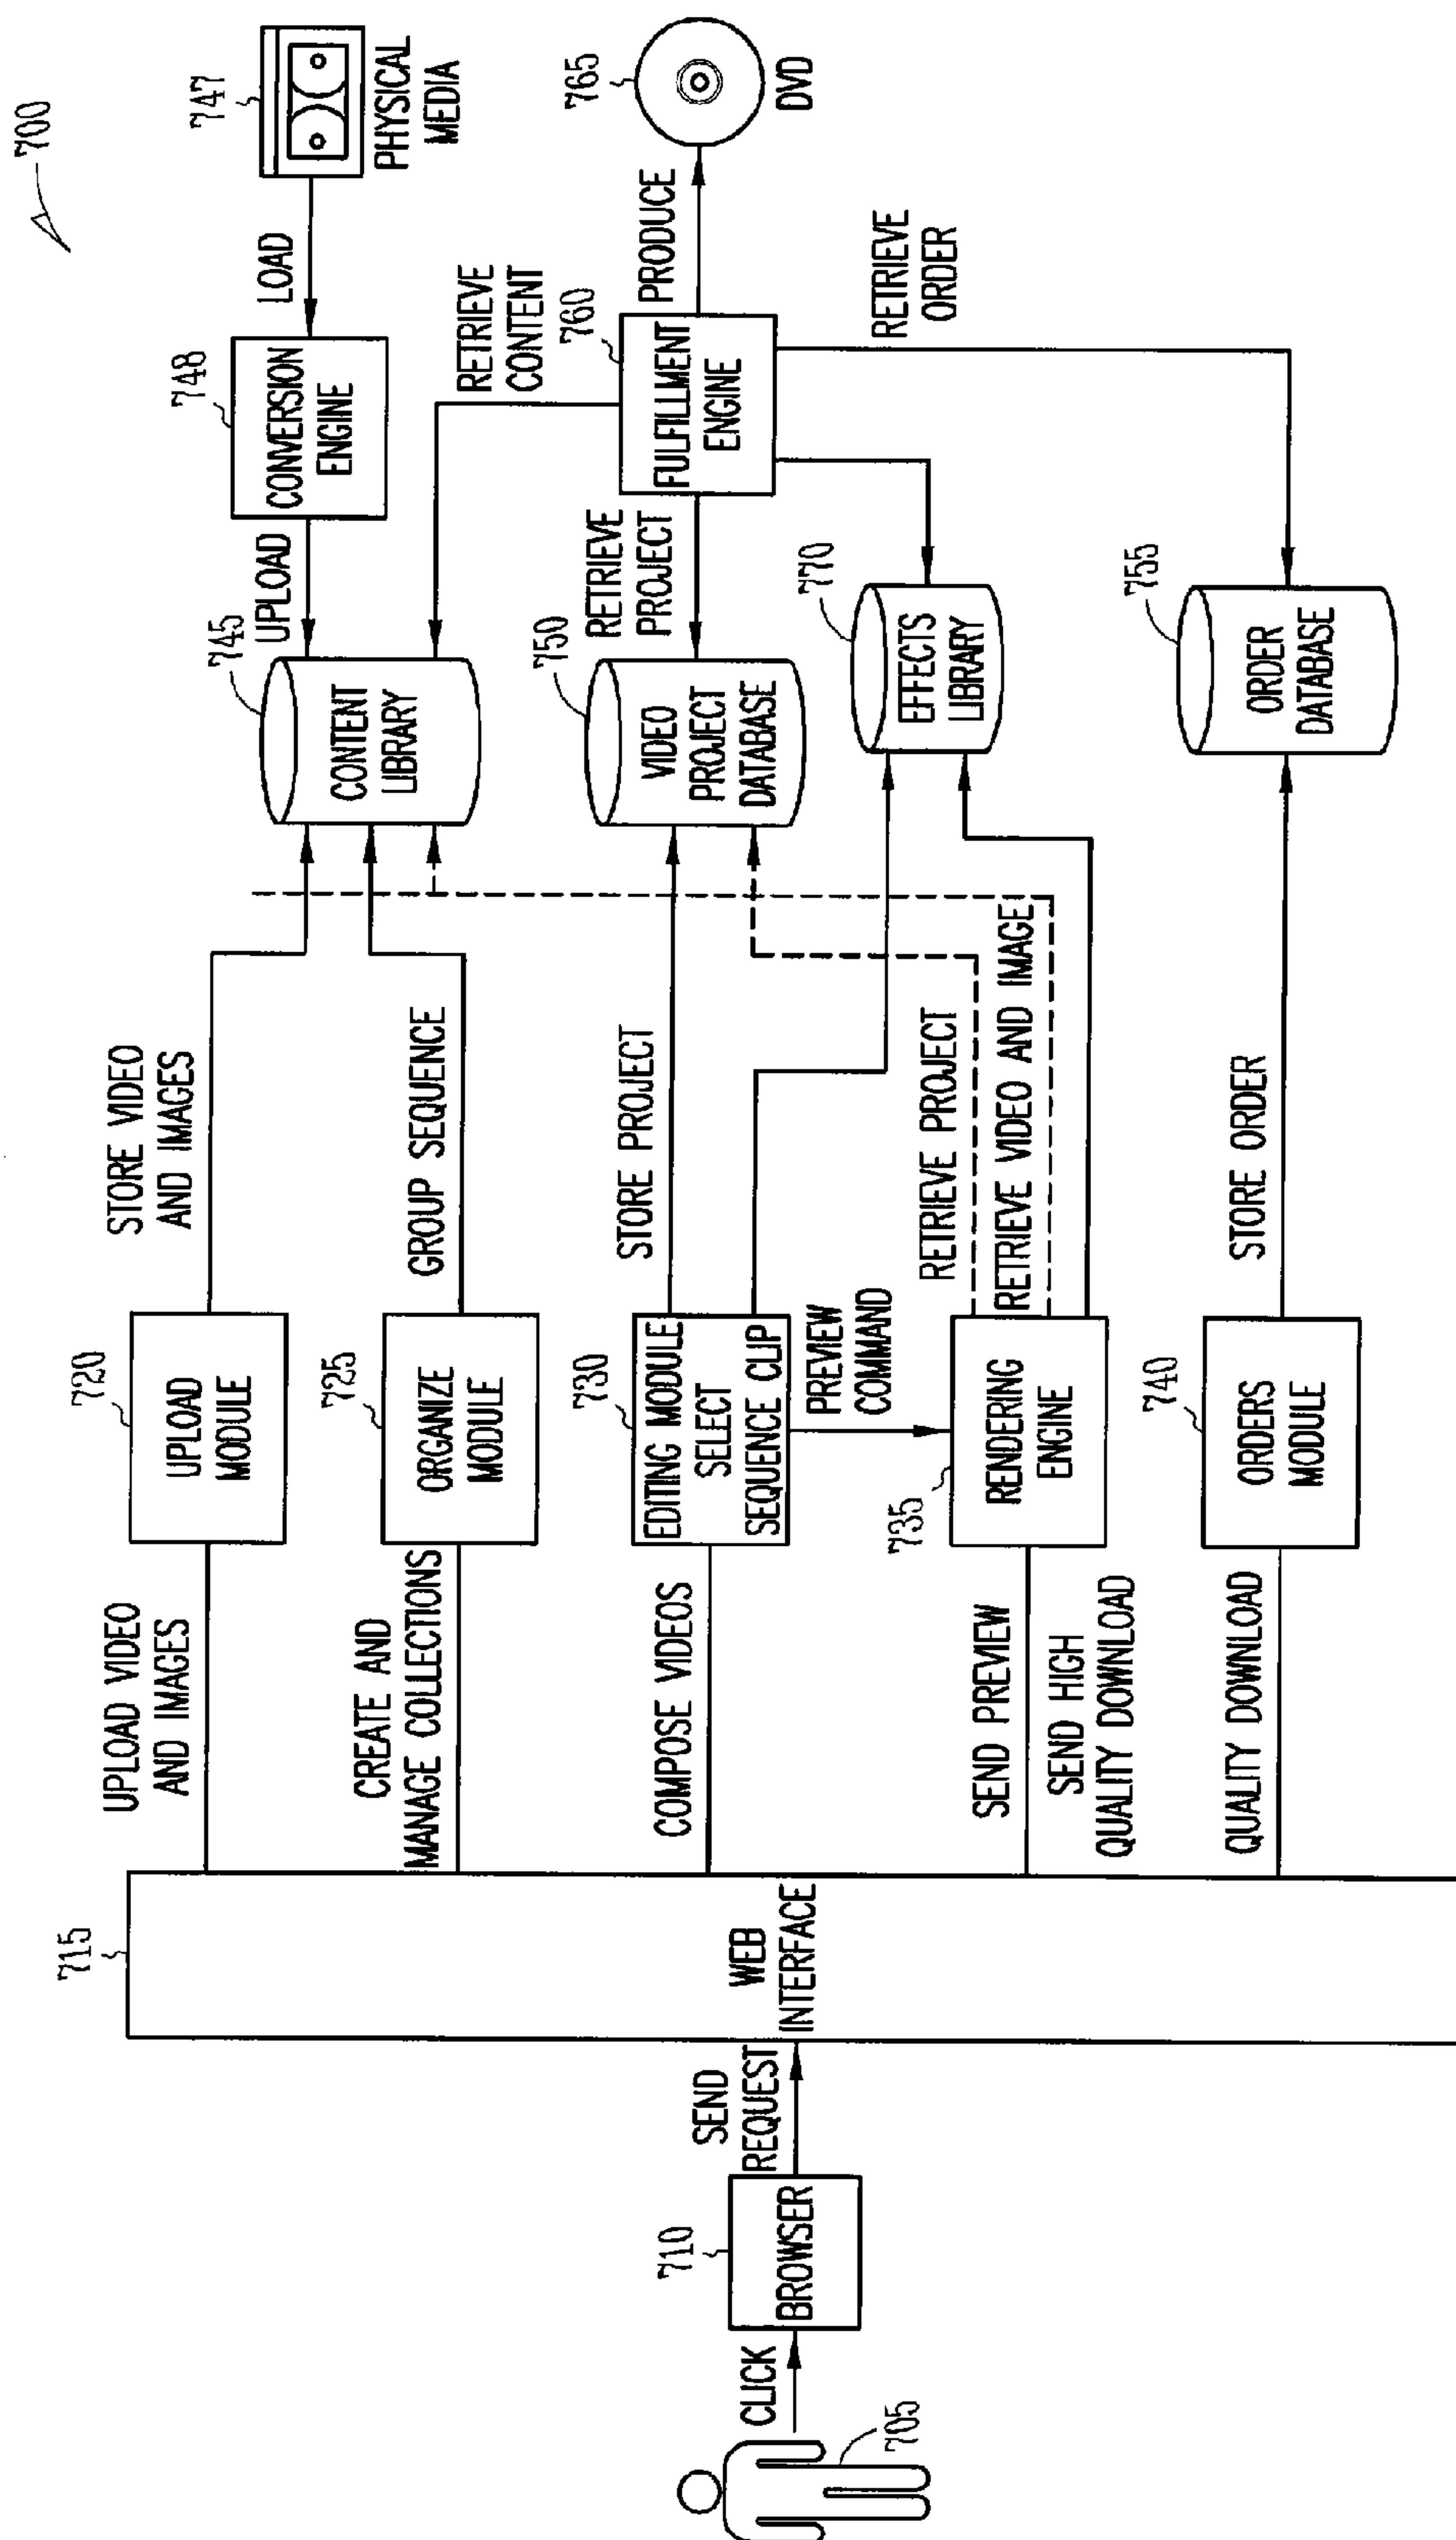 700
747
PHYSICAL
MEDIA
LOAD
748
CONVERSION
ENGINE
UPLOAD
745
CONTENT
LIBRARY
STORE VIDEO
AND IMAGES
720
UPLOAD
MODULE
UPLOAD VIDEO
AND IMAGES
GROUP SEQUENCE
725
ORGANIZE
MODULE
CREATE AND
MANAGE COLLECTIONS
765
DVD
PRODUCE
RETRIEVE
CONTENT
760
FULFILLMENT
ENGINE
RETRIEVE
ORDER
RETRIEVE
PROJECT
750
VIDEO
PROJECT
DATABASE
770
EFFECTS
LIBRARY
755
ORDER
DATABASE
STORE PROJECT
730
EDITING MODULE
SELECT
SEQUENCE CLIP
COMPOSE VIDEOS
PREVIEW
COMMAND
RETRIEVE PROJECT
RETRIEVE VIDEO AND IMAGE
735
RENDERING
ENGINE
SEND PREVIEW
SEND HIGH
QUALITY DOWNLOAD
STORE ORDER
740
ORDERS
MODULE
QUALITY DOWNLOAD
715
WEB
INTERFACE
SEND
REQUEST
710
BROWSER
CLICK
705